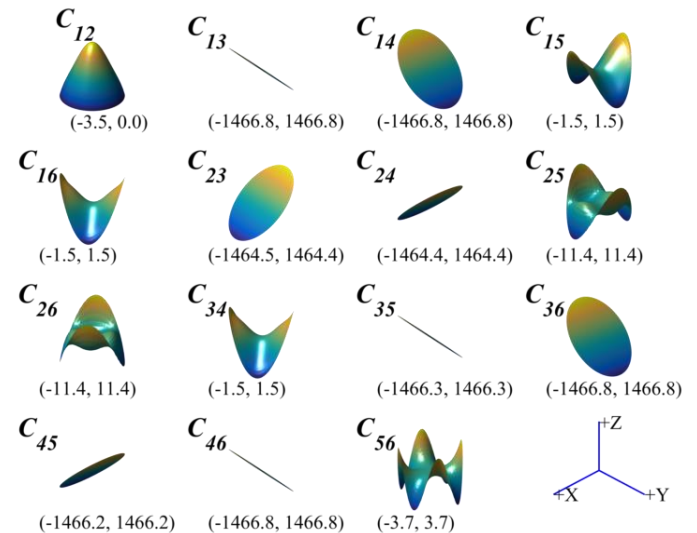 C12 C13 C14 C15
(-3.5, 0.0) (-1466.8, 1466.8) (-1466.8, 1466.8) (-1.5, 1.5)
C16 C23 C24 C25
(-1.5, 1.5) (-1464.5, 1464.4) (-1464.4, 1464.4) (-11.4, 11.4)
C26 C34 C35 C36
(-11.4, 11.4) (-1.5, 1.5) (-1466.3, 1466.3) (-1466.8, 1466.8)
C45 C46 C56
+Z
+X +Y
(-1466.2, 1466.2) (-1466.8, 1466.8) (-3.7, 3.7)